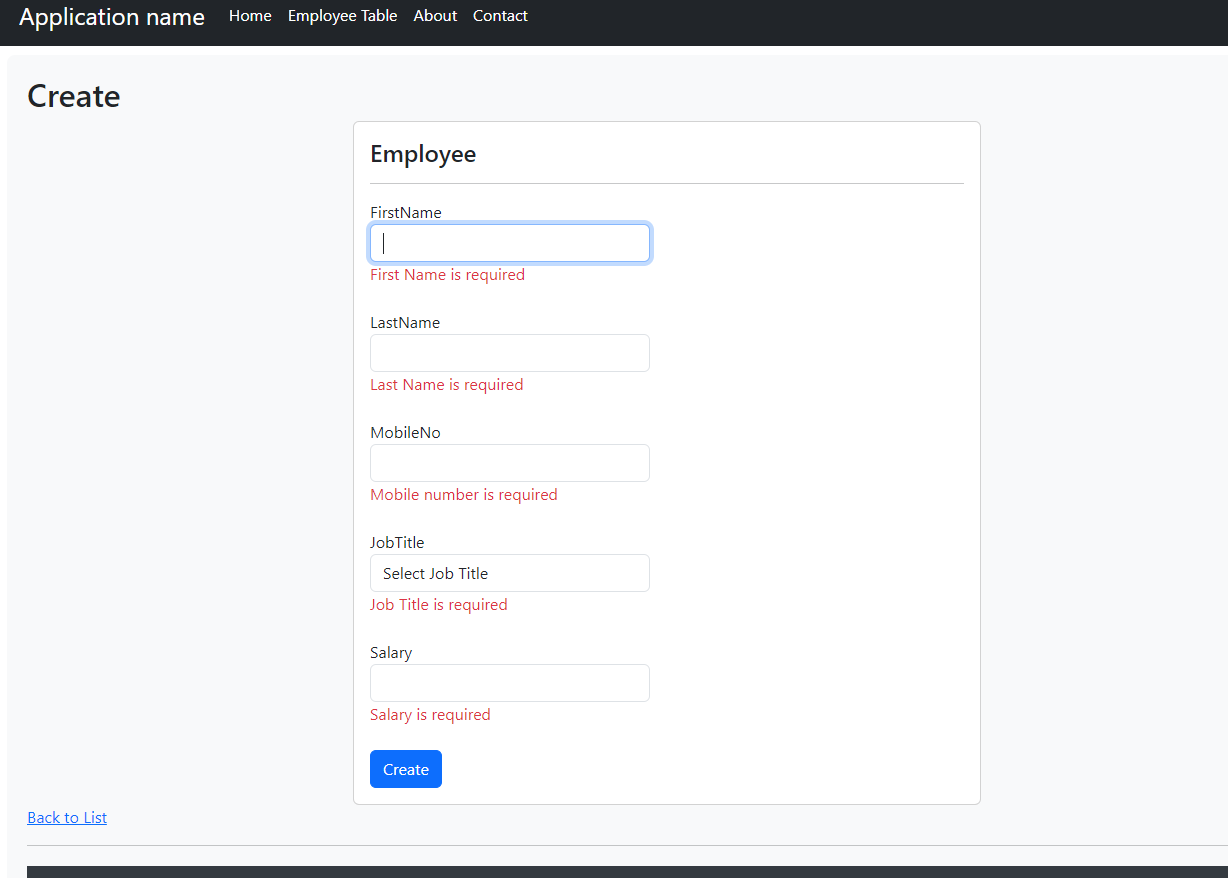 Application name Home Employee Table About Contact
Create
Employee
FirstName
First Name is required
LastName
Last Name is required
MobileNo
Mobile number is required
JobTitle
Select Job Title
Job Title is required
Salary
Salary is required
Create
Back to List